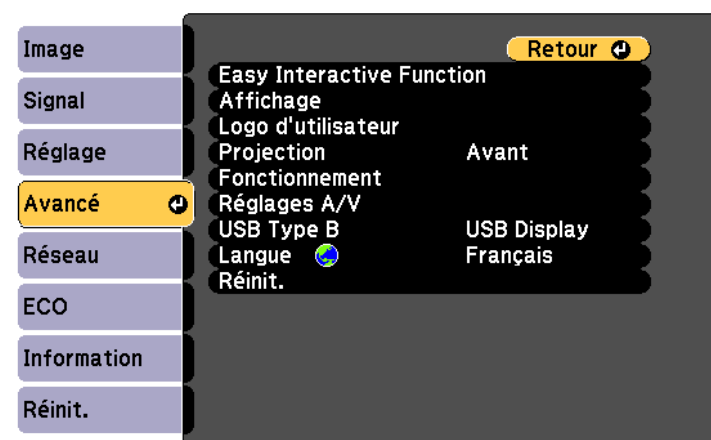 Image
Signal
Réglage
Avancé
Réseau
ECO
Information
Réinit.
Retour
Easy Interactive Function
Affichage
Logo d'utilisateur
Projection Avant
Fonctionnement
Réglages A/V
USB Type B USB Display
Langue Français
Réinit.